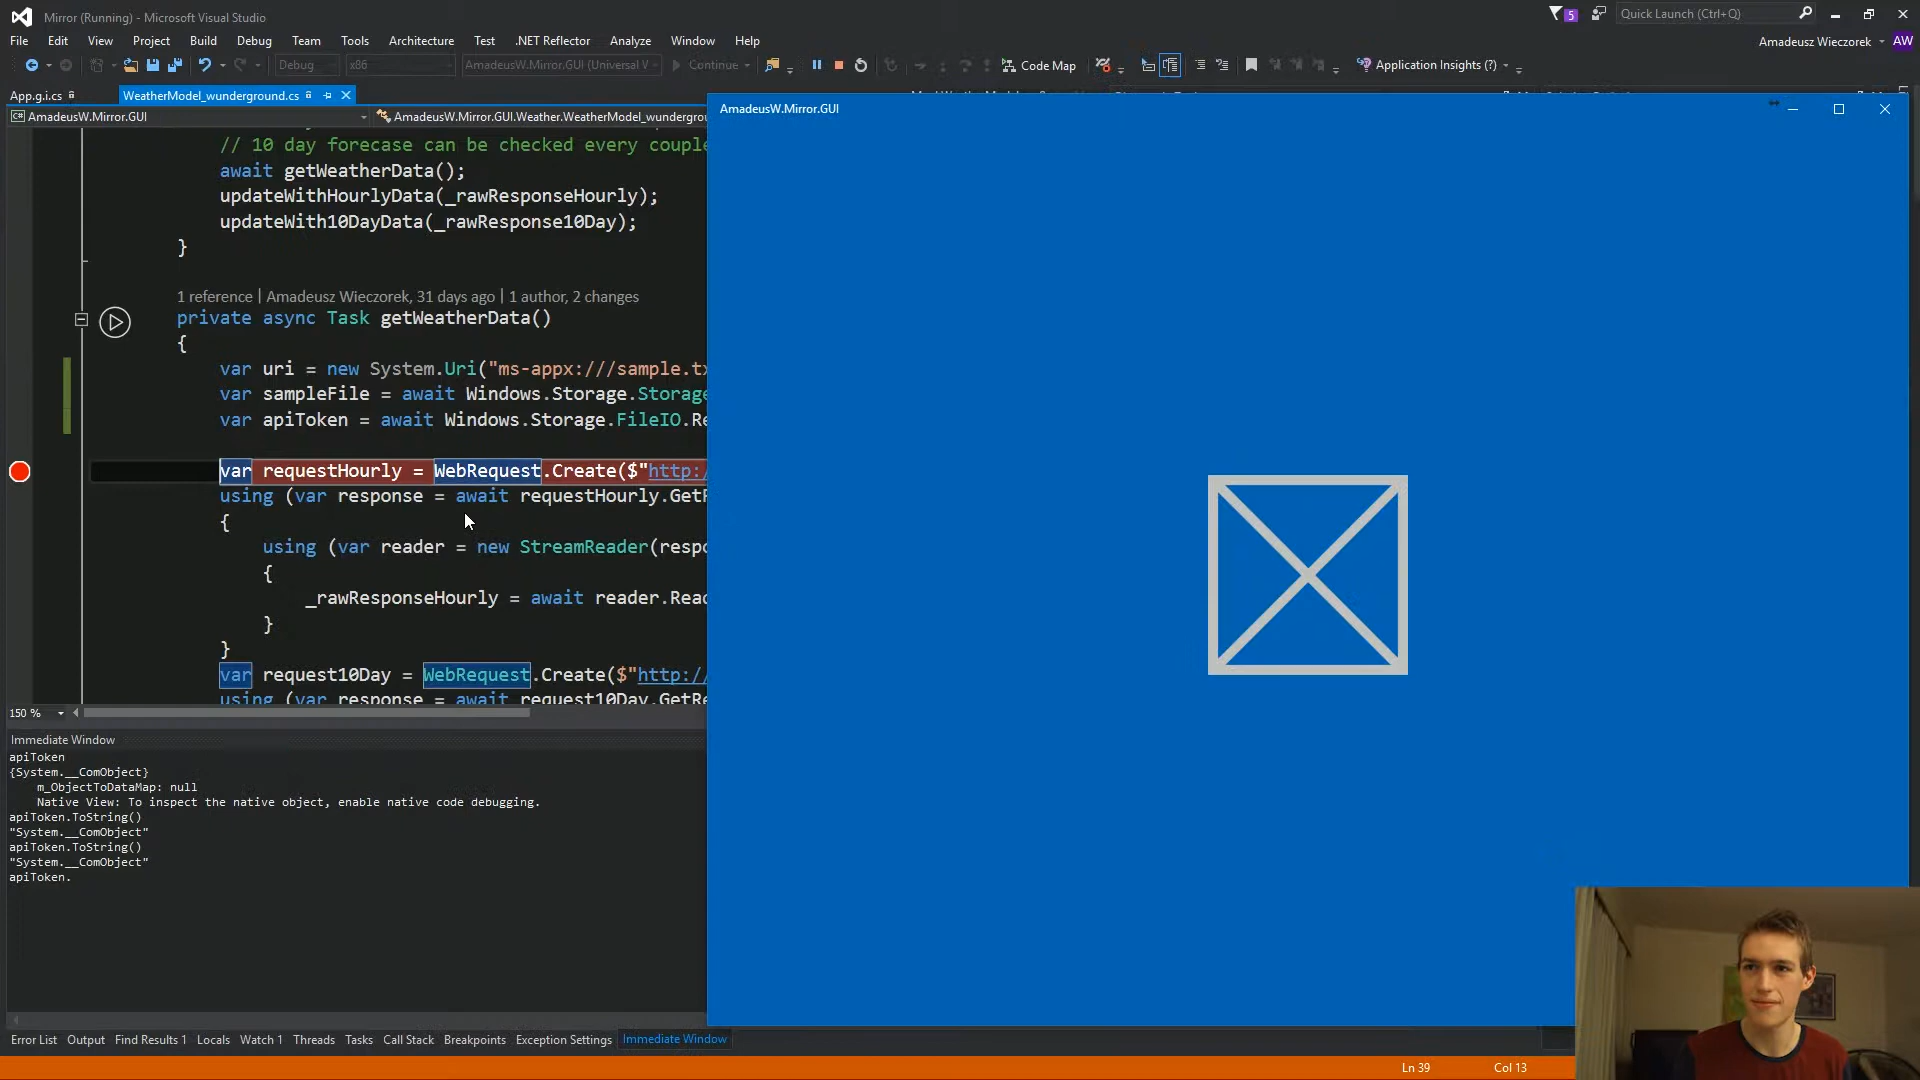 Mirror (Running) - Microsoft Visual Studio
5
Quick Launch (Ctrl+Q)
File Edit View Project Build Debug Team Tools Architecture Test .NET Reflector Analyze Window Help
Amadeusz Wieczorek AW
Debug x86 AmadeusW.Mirror.GUI (Universal V Continue Code Map Application Insights (?)
App.g.i.cs WeatherModel_wunderground.cs
AmadeusW.Mirror.GUI AmadeusW.Mirror.GUI.Weather.WeatherModel_wundergrou
// 10 day forecase can be checked every couple
await getWeatherData();
updateWithHourlyData(_rawResponseHourly);
updateWith10DayData(_rawResponse10Day);
}
1 reference | Amadeusz Wieczorek, 31 days ago | 1 author, 2 changes
private async Task getWeatherData()
{
var uri = new System.Uri("ms-appx:///sample.tx
var sampleFile = await Windows.Storage.Storage
var apiToken = await Windows.Storage.FileIO.Re
var requestHourly = WebRequest.Create($"http:/
using (var response = await requestHourly.GetR
{
using (var reader = new StreamReader(respo
{
_rawResponseHourly = await reader.Read
}
}
var request10Day = WebRequest.Create($"http://
using (var response = await request10Day.GetRe
150 %
Immediate Window
apiToken
{System.__ComObject}
m_ObjectToDataMap: null
Native View: To inspect the native object, enable native code debugging.
apiToken.ToString()
"System.__ComObject"
apiToken.ToString()
"System.__ComObject"
apiToken.
AmadeusW.Mirror.GUI
Error List Output Find Results 1 Locals Watch 1 Threads Tasks Call Stack Breakpoints Exception Settings Immediate Window
Ln 39 Col 13